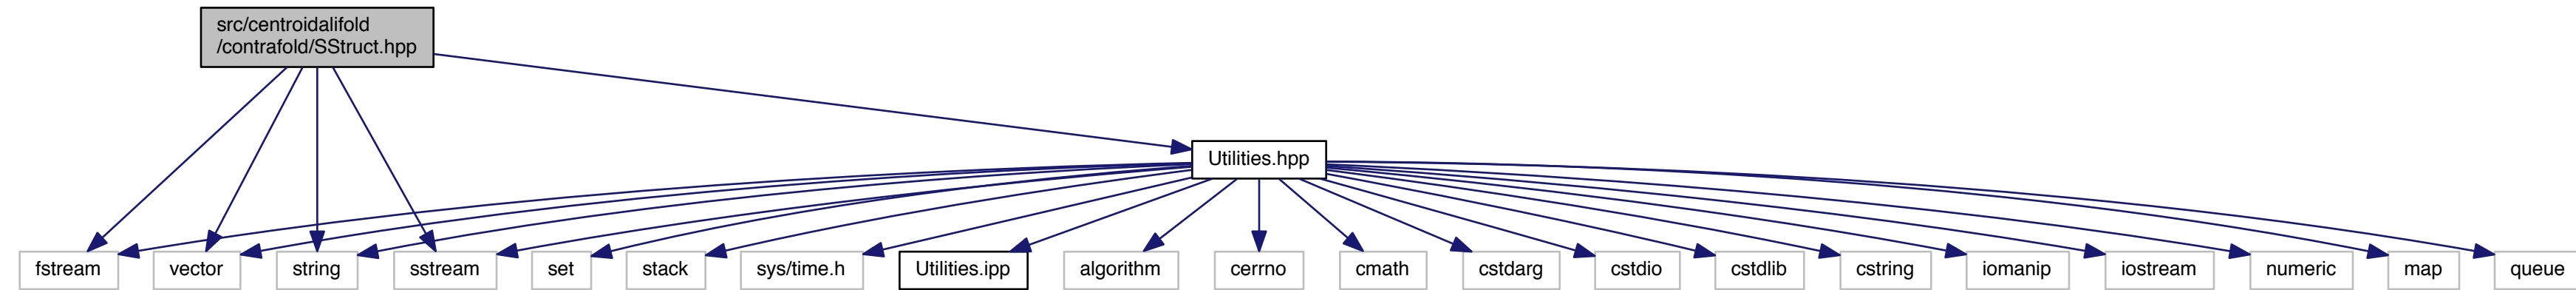 src/centroidalifold
/contrafold/SStruct.hpp
Utilities.hpp
fstream
vector
string
sstream
set
stack
sys/time.h
Utilities.ipp
algorithm
cerrno
cmath
cstdarg
cstdio
cstdlib
cstring
iomanip
iostream
numeric
map
queue